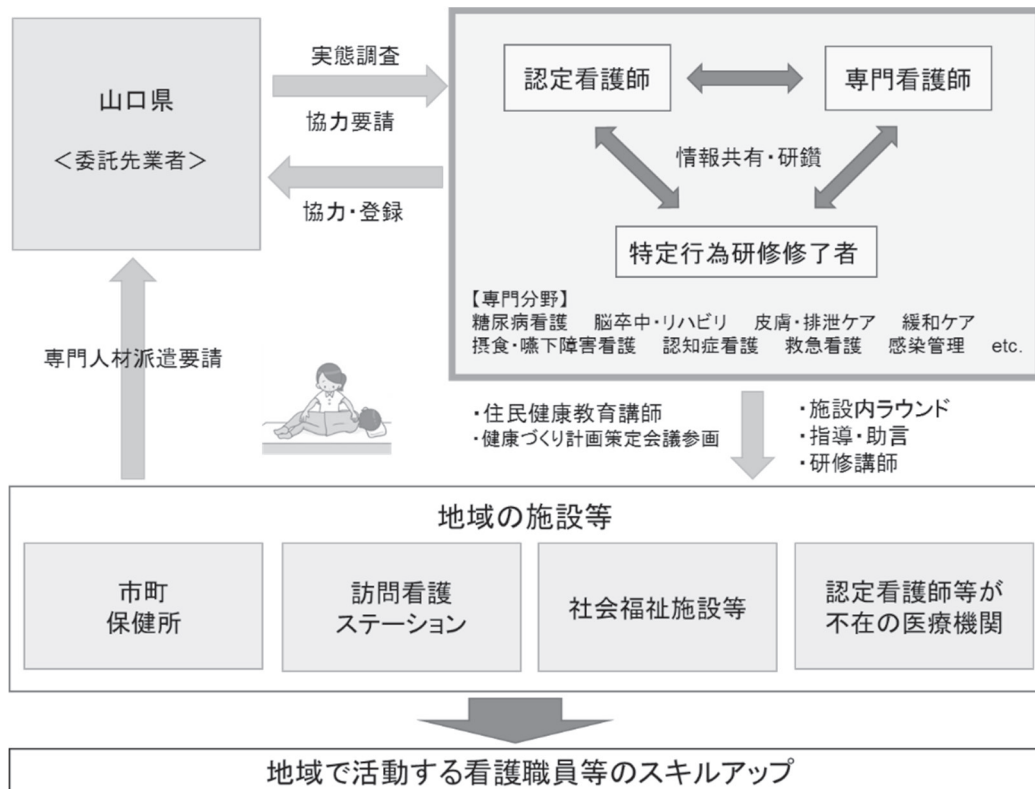 山口県
＜委託先業者＞
実態調査
協力要請
協力・登録
認定看護師
専門看護師
情報共有・研鑽
特定行為研修修了者
【専門分野】
糖尿病看護　脳卒中・リハビリ　皮膚・排泄ケア　緩和ケア
摂食・嚥下障害看護　認知症看護　救急看護　感染管理　etc.
専門人材派遣要請
・住民健康教育講師
・健康づくり計画策定会議参画
・施設内ラウンド
・指導・助言
・研修講師
地域の施設等
市町
保健所
訪問看護
ステーション
社会福祉施設等
認定看護師等が
不在の医療機関
地域で活動する看護職員等のスキルアップ